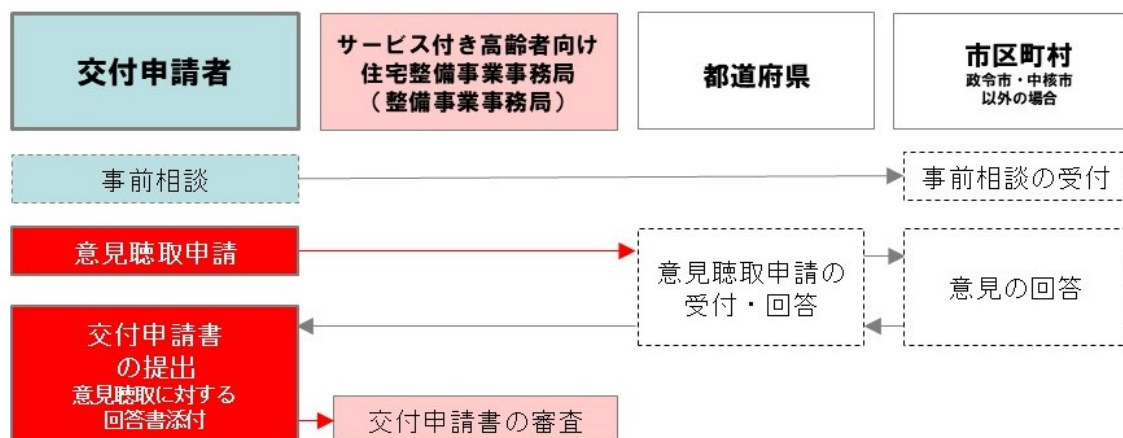 交付申請者
サービス付き高齢者向け
住宅整備事業事務局
（整備事業事務局）
都道府県
市区町村
政令市・中核市
以外の場合
事前相談
事前相談の受付
意見聴取申請
意見聴取申請の
受付・回答
意見の回答
交付申請書
の提出
意見聴取に対する
回答書添付
交付申請書の審査